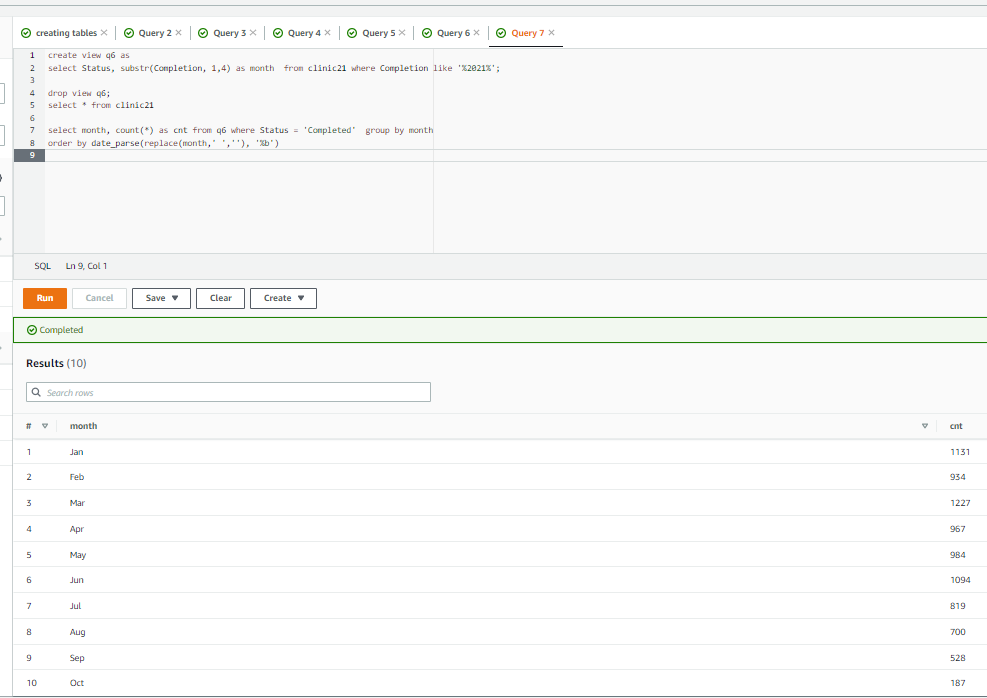 creating tables Query 2 Query 3 Query 4 Query 5 Query 6 Query 7
1 create view q6 as
2 select Status, substr(Completion, 1,4) as month  from clinic21 where Completion like '%2021%';
3
4 drop view q6;
5 select * from clinic21
6
7 select month, count(*) as cnt from q6 where Status = 'Completed'  group by month
8 order by date_parse(replace(month,' ',''), '%b')
9
SQL Ln 9, Col 1
Run Cancel Save Clear Create
Completed
Results (10)
Search rows
# month cnt
1 Jan 1131
2 Feb 934
3 Mar 1227
4 Apr 967
5 May 984
6 Jun 1094
7 Jul 819
8 Aug 700
9 Sep 528
10 Oct 187